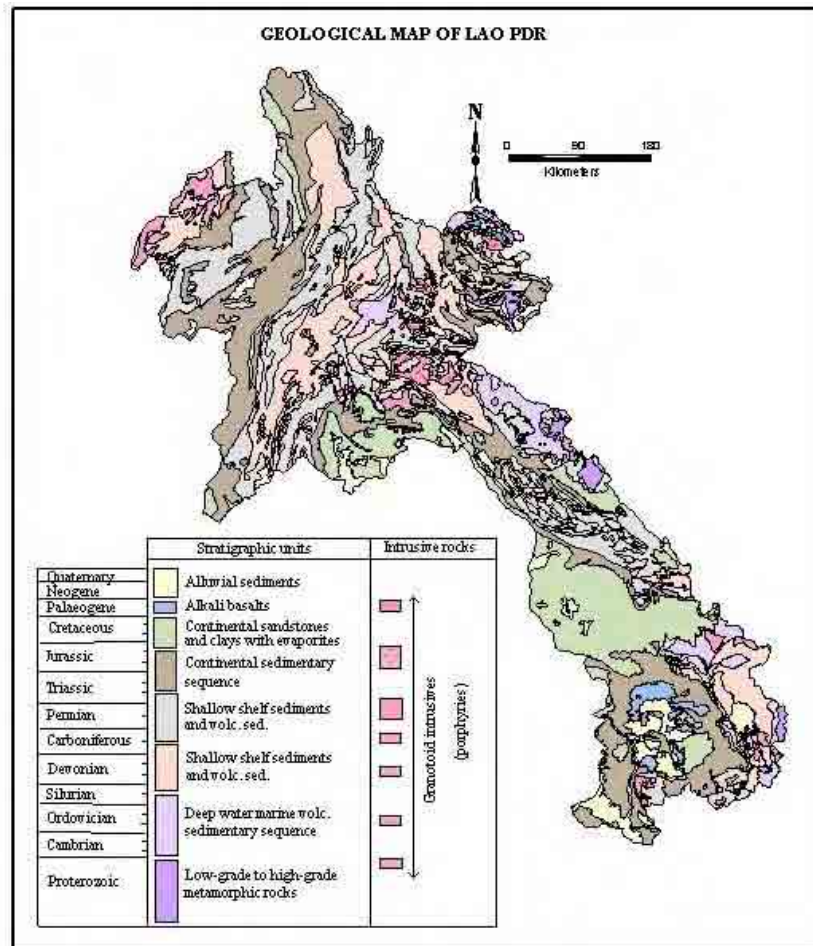 GEOLOGICAL MAP OF LAO PDR
N
0 90 180
Kilometers
Stratigraphic units
Intrusive rocks
Quaternary
Neogene
Palaeogene
Cretaceous
Jurassic
Triassic
Permian
Carboniferous
Devonian
Silurian
Ordovician
Cambrian
Proterozoic
Alluvial sediments
Alkali basalts
Continental sandstones
and clays with evaporites
Continental sedimentary
sequence
Shallow shelf sediments
and volc. sed.
Shallow shelf sediments
and volc. sed.
Deep water marine volc.
sedimentary sequence
Low-grade to high-grade
metamorphic rocks
Granotoid intrusives
(porphyries)